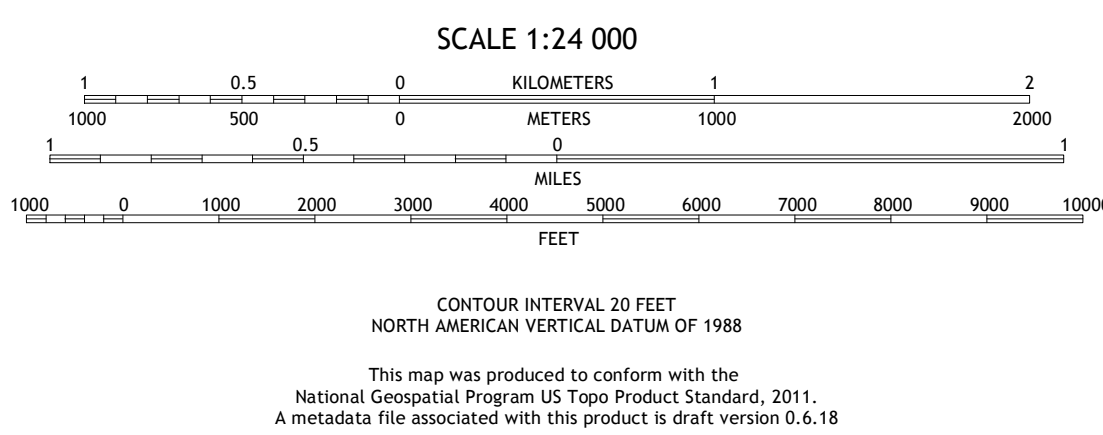 SCALE 1:24 000
1 0.5 0 KILOMETERS 1 2
1000 500 0 METERS 1000 2000
1 0.5 0 1
MILES
1000 0 1000 2000 3000 4000 5000 6000 7000 8000 9000 10000
FEET
CONTOUR INTERVAL 20 FEET
NORTH AMERICAN VERTICAL DATUM OF 1988
This map was produced to conform with the
National Geospatial Program US Topo Product Standard, 2011.
A metadata file associated with this product is draft version 0.6.18